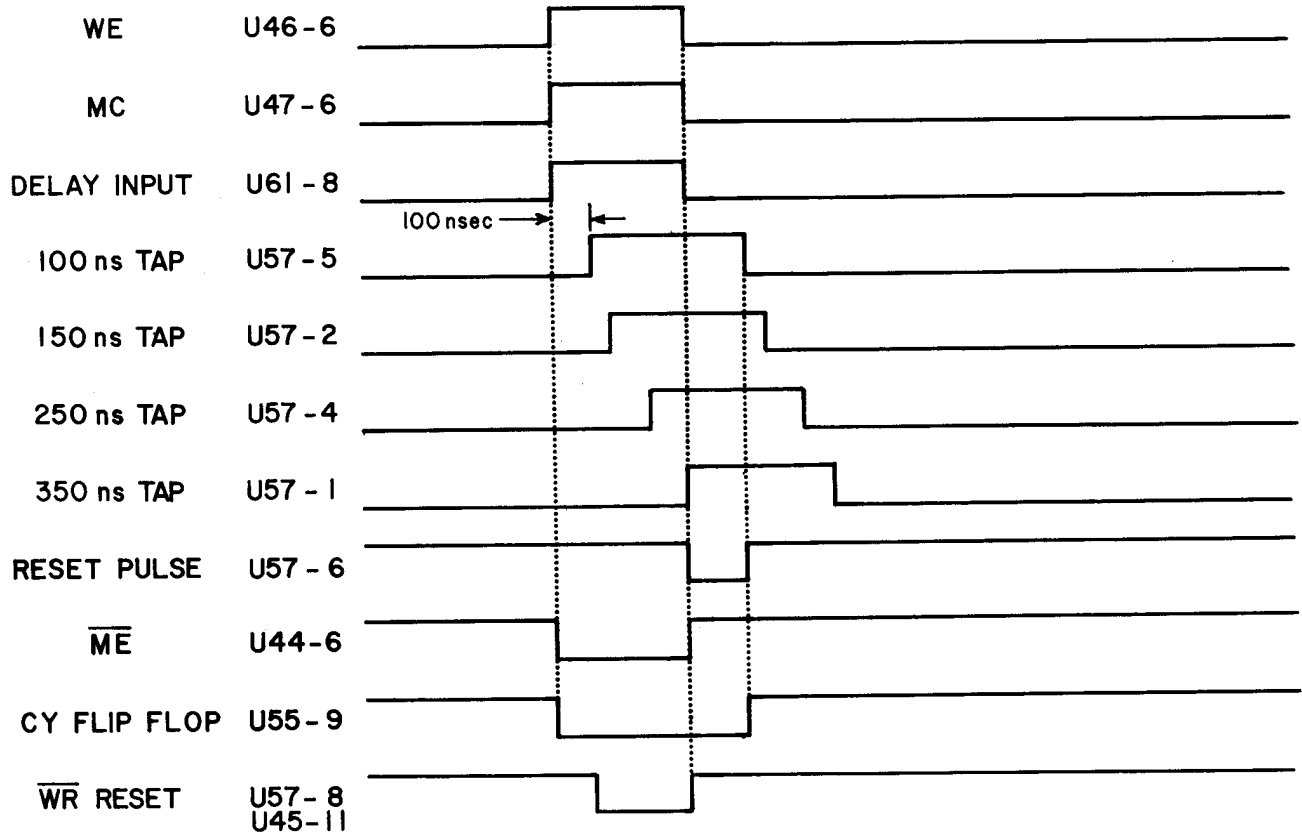 WE U46-6
MC U47-6
DELAY INPUT U61-8
100 nsec
100 ns TAP U57-5
150 ns TAP U57-2
250 ns TAP U57-4
350 ns TAP U57-1
RESET PULSE U57-6
M̅E̅ U44-6
CY FLIP FLOP U55-9
W̅R̅ RESET U57-8
U45-11